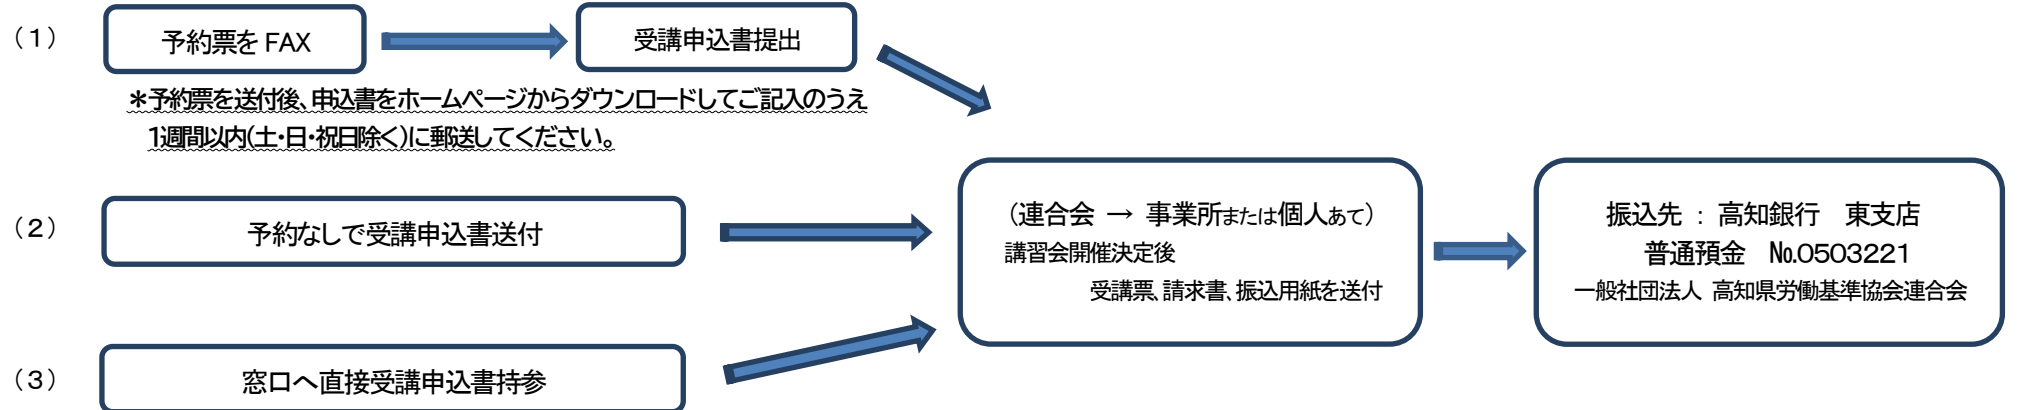 (1)
予約票を FAX
受講申込書提出
*予約票を送付後、申込書をホームページからダウンロードしてご記入のうえ
1週間以内(土・日・祝日除く)に郵送してください。
(2)
予約なしで受講申込書送付
(3)
窓口へ直接受講申込書持参
(連合会 → 事業所または個人あて)
講習会開催決定後
受講票、請求書、振込用紙を送付
振込先 : 高知銀行 東支店
普通預金 №.0503221
一般社団法人 高知県労働基準協会連合会